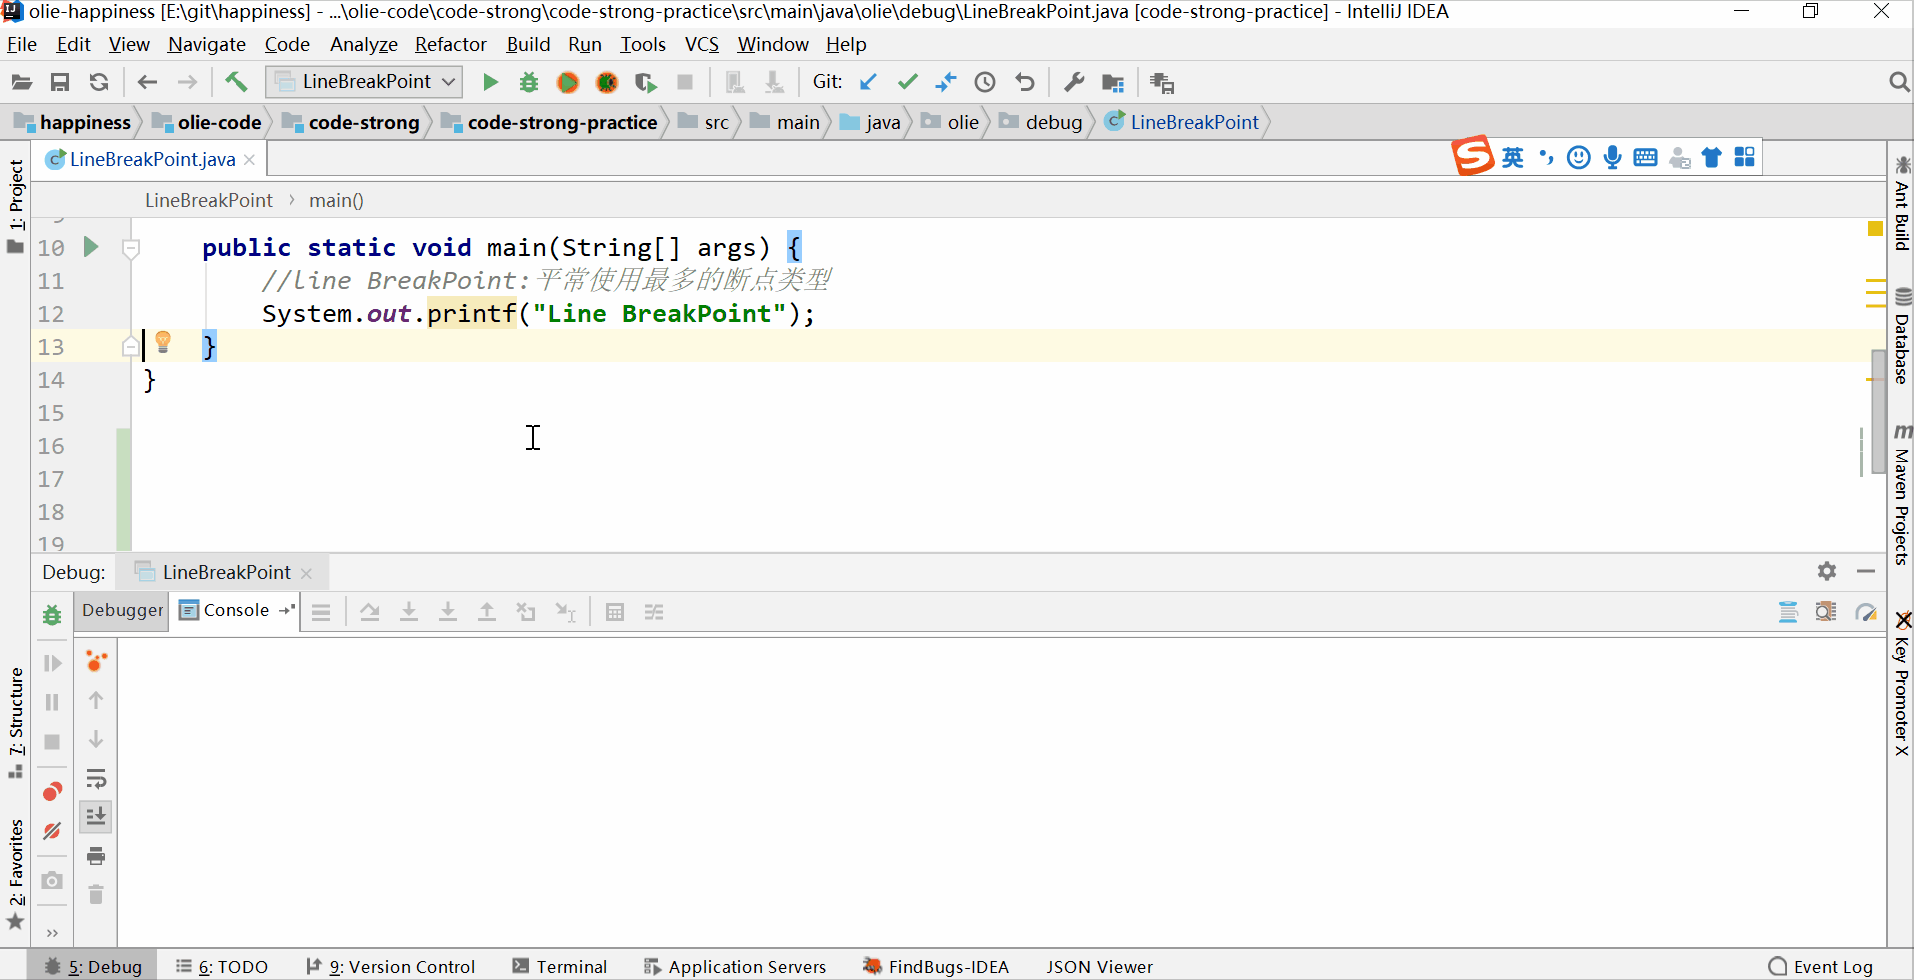 olie-happiness [E:\git\happiness] - ...\olie-code\code-strong\code-strong-practice\src\main\java\olie\debug\LineBreakPoint.java [code-strong-practice] - IntelliJ IDEA
File Edit View Navigate Code Analyze Refactor Build Run Tools VCS Window Help
LineBreakPoint Git:
happiness olie-code code-strong code-strong-practice src main java olie debug LineBreakPoint
LineBreakPoint.java
英
LineBreakPoint › main()
9
10 public static void main(String[] args) {
11 //line BreakPoint:平常使用最多的断点类型
12 System.out.printf("Line BreakPoint");
13 }
14 }
15
16
17
18
19
Debug: LineBreakPoint
Debugger Console
1: Project
7: Structure
2: Favorites
Ant Build
Database
Maven Projects
Key Promoter X
5: Debug 6: TODO 9: Version Control Terminal Application Servers FindBugs-IDEA JSON Viewer Event Log